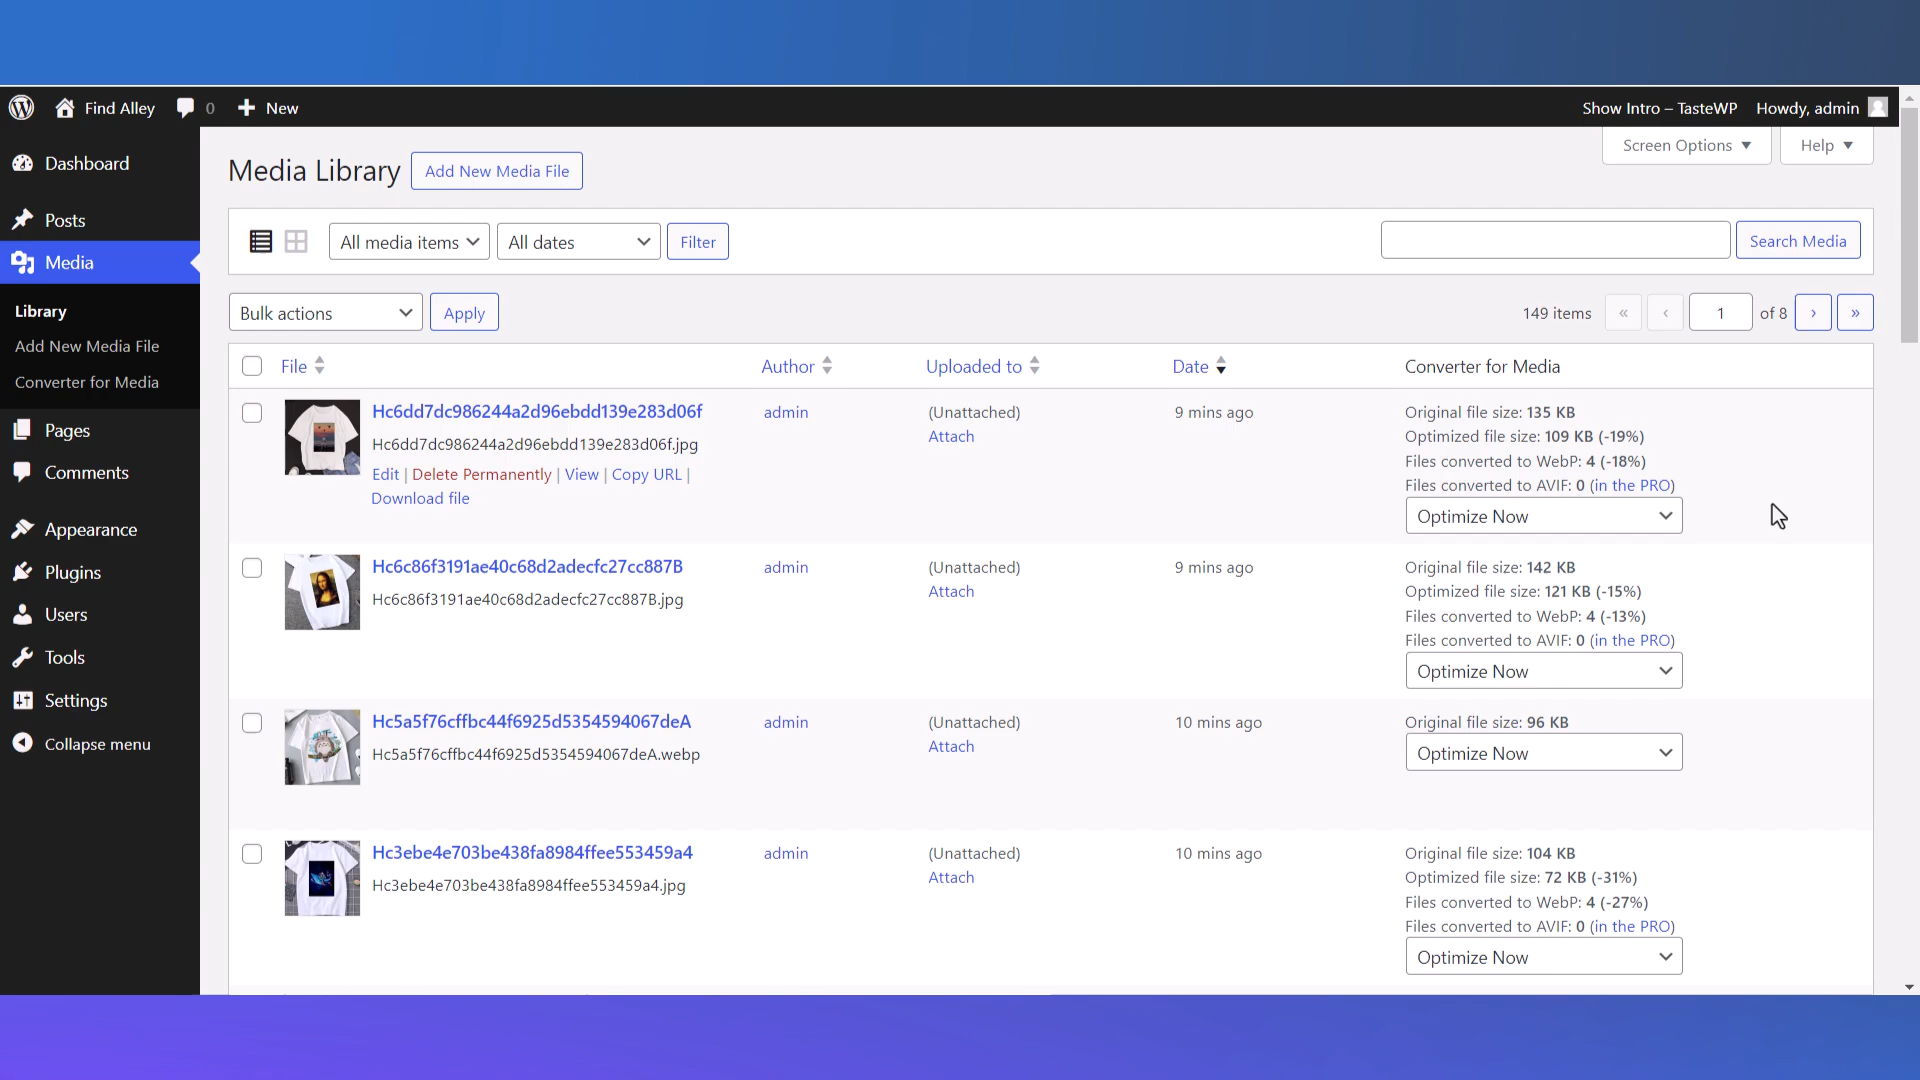 Find Alley 0 New Show Intro – TasteWP Howdy, admin
Dashboard
Posts
Media
Library
Add New Media File
Converter for Media
Pages
Comments
Appearance
Plugins
Users
Tools
Settings
Collapse menu
Screen Options Help
Media Library Add New Media File
All media items All dates Filter Search Media
Bulk actions Apply 149 items « ‹ 1 of 8 › »
File Author Uploaded to Date Converter for Media
Hc6dd7dc986244a2d96ebdd139e283d06f admin (Unattached) 9 mins ago Original file size: 135 KB
Attach Optimized file size: 109 KB (-19%)
Hc6dd7dc986244a2d96ebdd139e283d06f.jpg Files converted to WebP: 4 (-18%)
Edit | Delete Permanently | View | Copy URL | Files converted to AVIF: 0 (in the PRO)
Download file Optimize Now
Hc6c86f3191ae40c68d2adecfc27cc887B admin (Unattached) 9 mins ago Original file size: 142 KB
Attach Optimized file size: 121 KB (-15%)
Hc6c86f3191ae40c68d2adecfc27cc887B.jpg Files converted to WebP: 4 (-13%)
Files converted to AVIF: 0 (in the PRO)
Optimize Now
Hc5a5f76cffbc44f6925d5354594067deA admin (Unattached) 10 mins ago Original file size: 96 KB
Hc5a5f76cffbc44f6925d5354594067deA.webp Attach Optimize Now
Hc3ebe4e703be438fa8984ffee553459a4 admin (Unattached) 10 mins ago Original file size: 104 KB
Attach Optimized file size: 72 KB (-31%)
Hc3ebe4e703be438fa8984ffee553459a4.jpg Files converted to WebP: 4 (-27%)
Files converted to AVIF: 0 (in the PRO)
Optimize Now